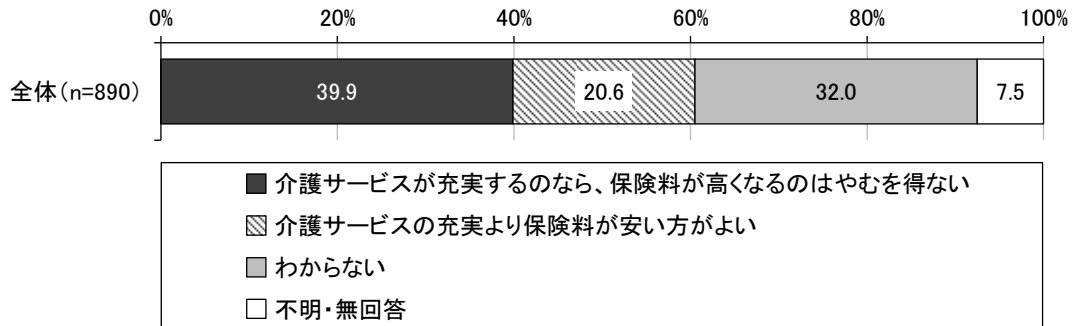 0% 20% 40% 60% 80% 100%
全体(n=890) 39.9 20.6 32.0 7.5
介護サービスが充実するのなら、保険料が高くなるのはやむを得ない
介護サービスの充実より保険料が安い方がよい
わからない
不明・無回答